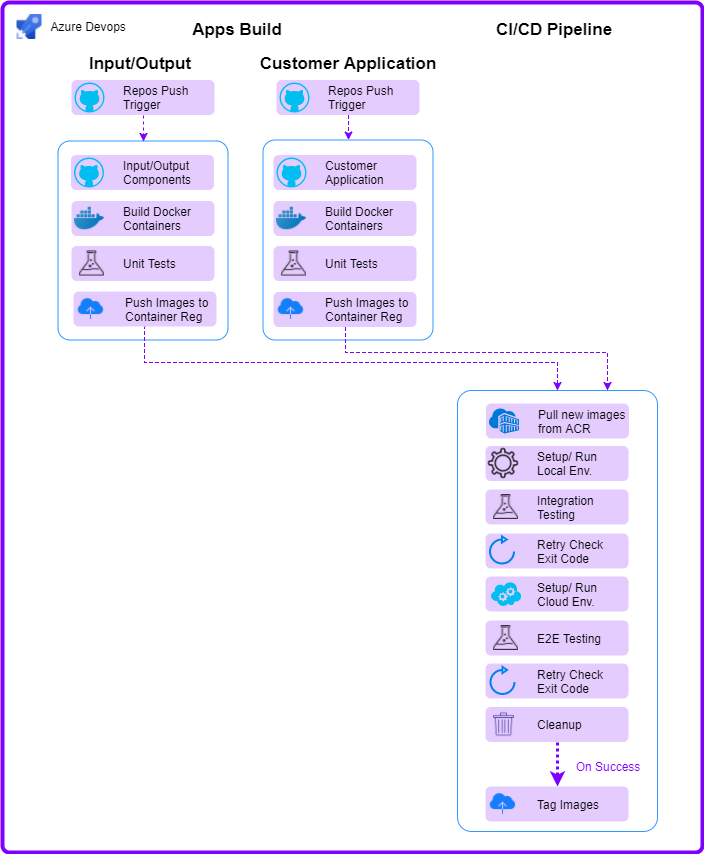 Azure Devops
Apps Build
CI/CD Pipeline
Input/Output
Customer Application
Repos Push
Trigger
Repos Push
Trigger
Input/Output
Components
Build Docker
Containers
Unit Tests
Push Images to
Container Reg
Customer
Application
Build Docker
Containers
Unit Tests
Push Images to
Container Reg
Pull new images
from ACR
Setup/ Run
Local Env.
Integration
Testing
Retry Check
Exit Code
Setup/ Run
Cloud Env.
E2E Testing
Retry Check
Exit Code
Cleanup
On Success
Tag Images